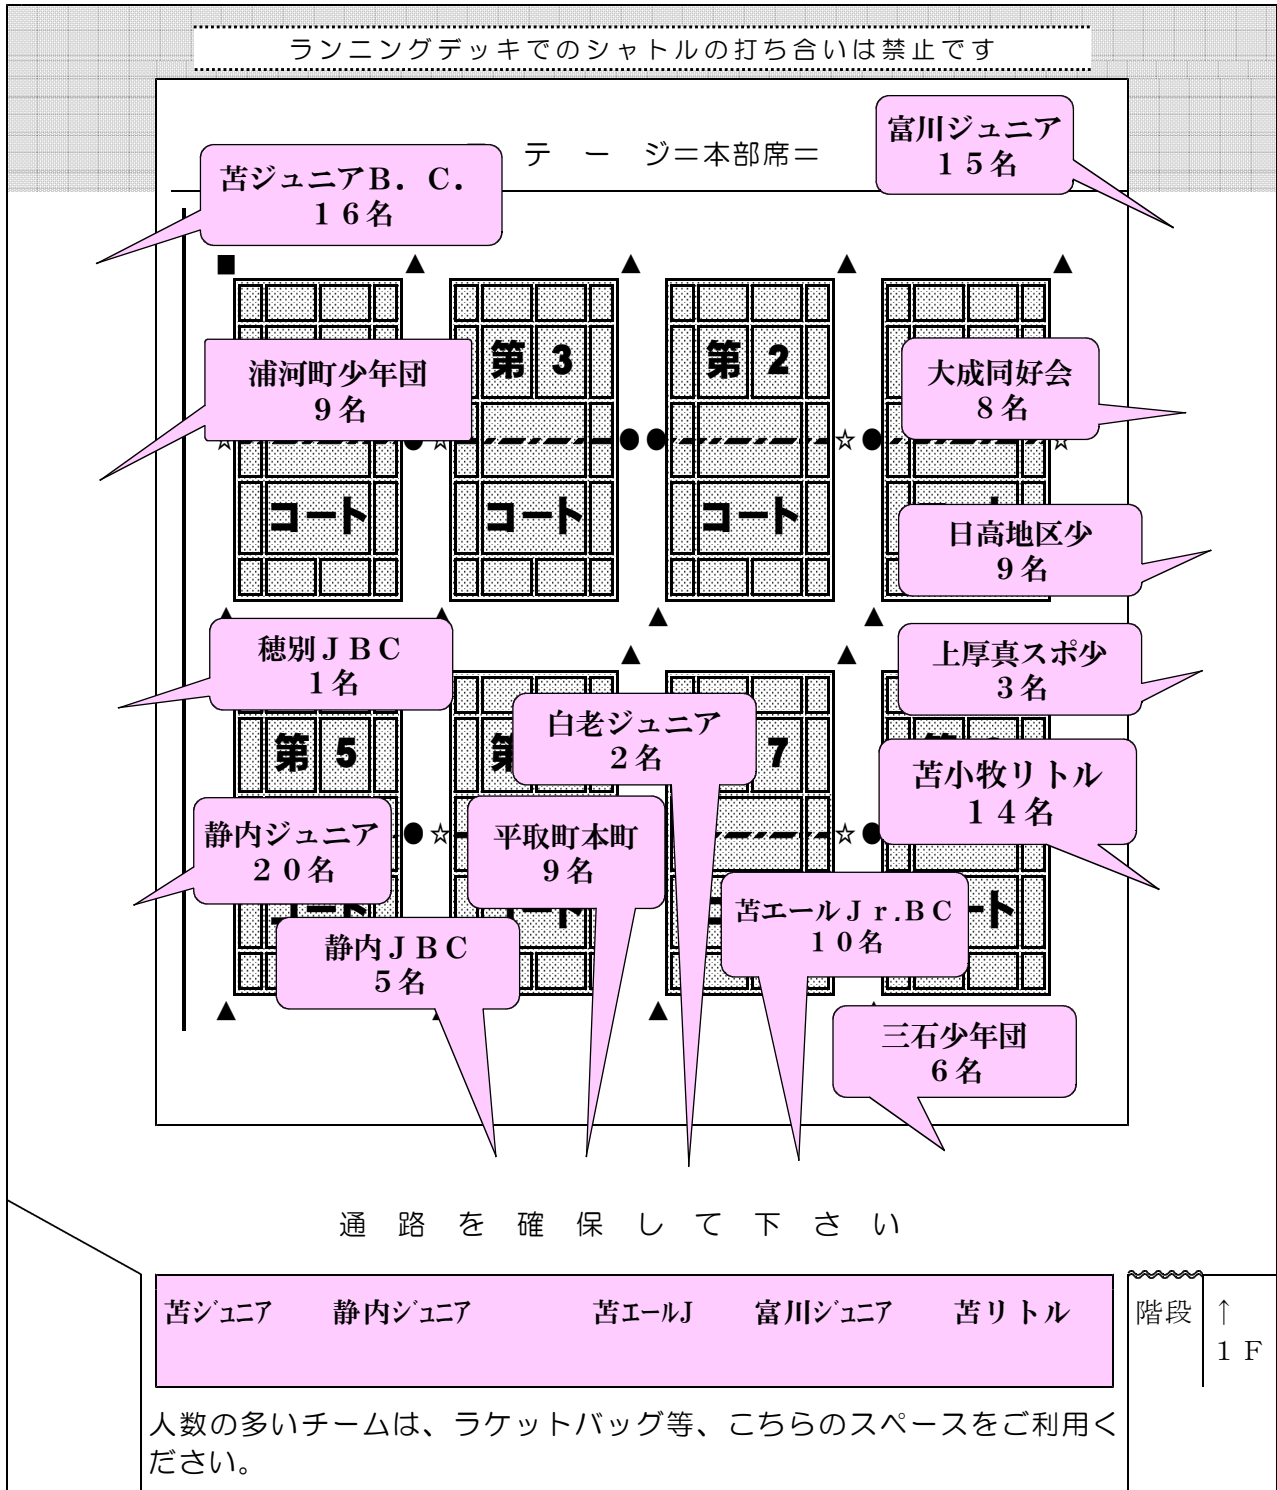 ランニングデッキでのシャトルの打ち合いは禁止です
富川ジュニア
１５名
テ ー ジ＝本部席＝
苫ジュニアＢ．Ｃ．
１６名
第 3
第 2
浦河町少年団
９名
大成同好会
８名
コート
コート
コート
日高地区少
９名
穂別ＪＢＣ
１名
上厚真スポ少
３名
第 5
白老ジュニア
２名
7
苫小牧リトル
１４名
静内ジュニア
２０名
平取町本町
９名
苫エールＪｒ.BC
１０名
静内ＪＢＣ
５名
三石少年団
６名
通 路 を 確 保 し て 下 さ い
苫ジュニア 静内ジュニア 苫エールJ 富川ジュニア 苫リトル
階段 ↑
１Ｆ
人数の多いチームは、ラケットバッグ等、こちらのスペースをご利用く
ださい。